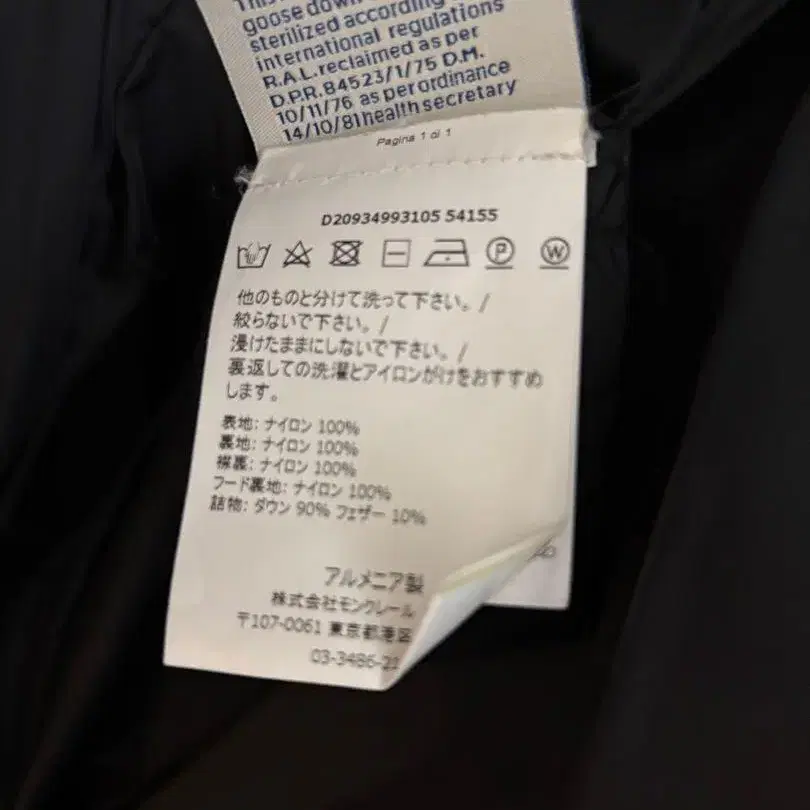 goose down
sterilized according
international regulations
R.A.L. reclaimed as per
D.P.R. 84523/1/75 D.M.
10/11/76 as per ordinance
14/10/81 health secretary
Pagina 1 di 1
D20934993105 54155
P W
他のものと分けて洗って下さい。/
絞らないで下さい。/
浸けたままにしないで下さい。/
裏返しての洗濯とアイロンがけをおすすめ
します。
表地: ナイロン 100%
裏地: ナイロン 100%
襟裏: ナイロン 100%
フード裏地: ナイロン 100%
詰物: ダウン 90% フェザー 10%
アルメニア製
株式会社モンクレール
〒107-0061 東京都港区
03-3486-21